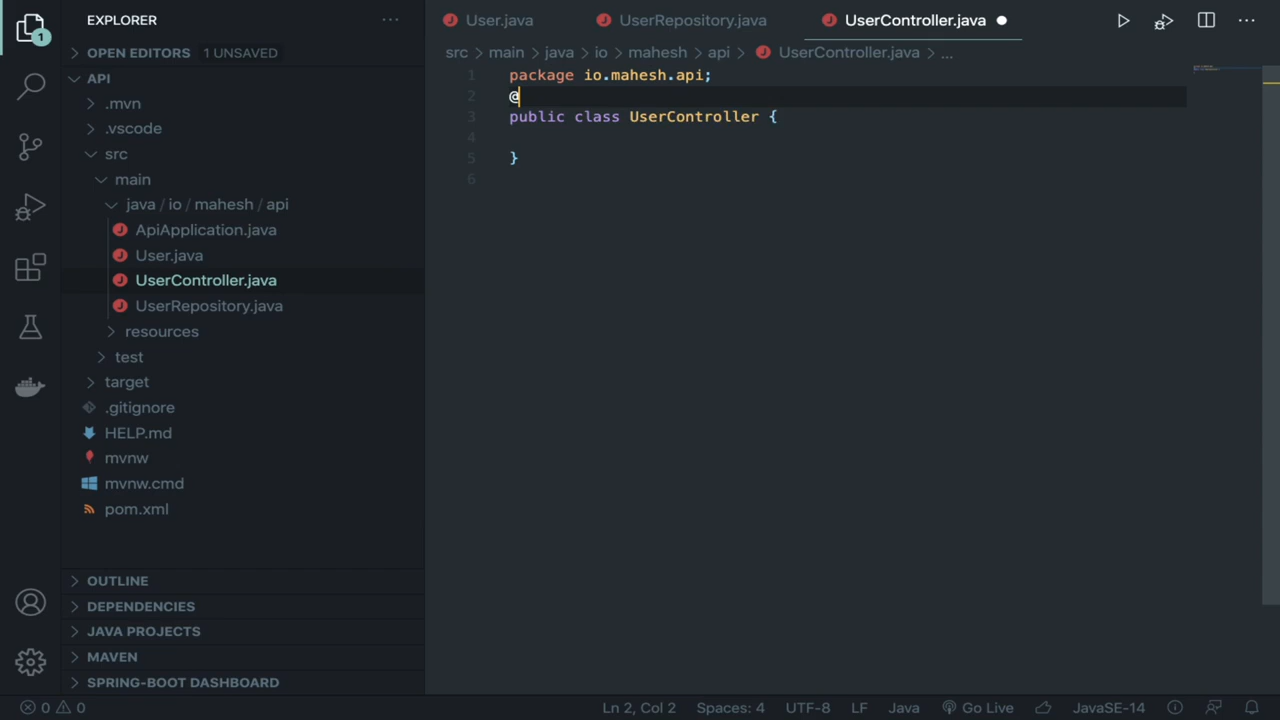 EXPLORER
1
OPEN EDITORS 1 UNSAVED
API
.mvn
.vscode
src
main
java / io / mahesh / api
ApiApplication.java
User.java
UserController.java
UserRepository.java
resources
test
target
.gitignore
HELP.md
mvnw
mvnw.cmd
pom.xml
OUTLINE
DEPENDENCIES
JAVA PROJECTS
MAVEN
SPRING-BOOT DASHBOARD
User.java UserRepository.java UserController.java
src > main > java > io > mahesh > api > UserController.java > ...
1 package io.mahesh.api;
2 @
3 public class UserController {
4
5 }
6
0 0 Ln 2, Col 2 Spaces: 4 UTF-8 LF Java Go Live JavaSE-14